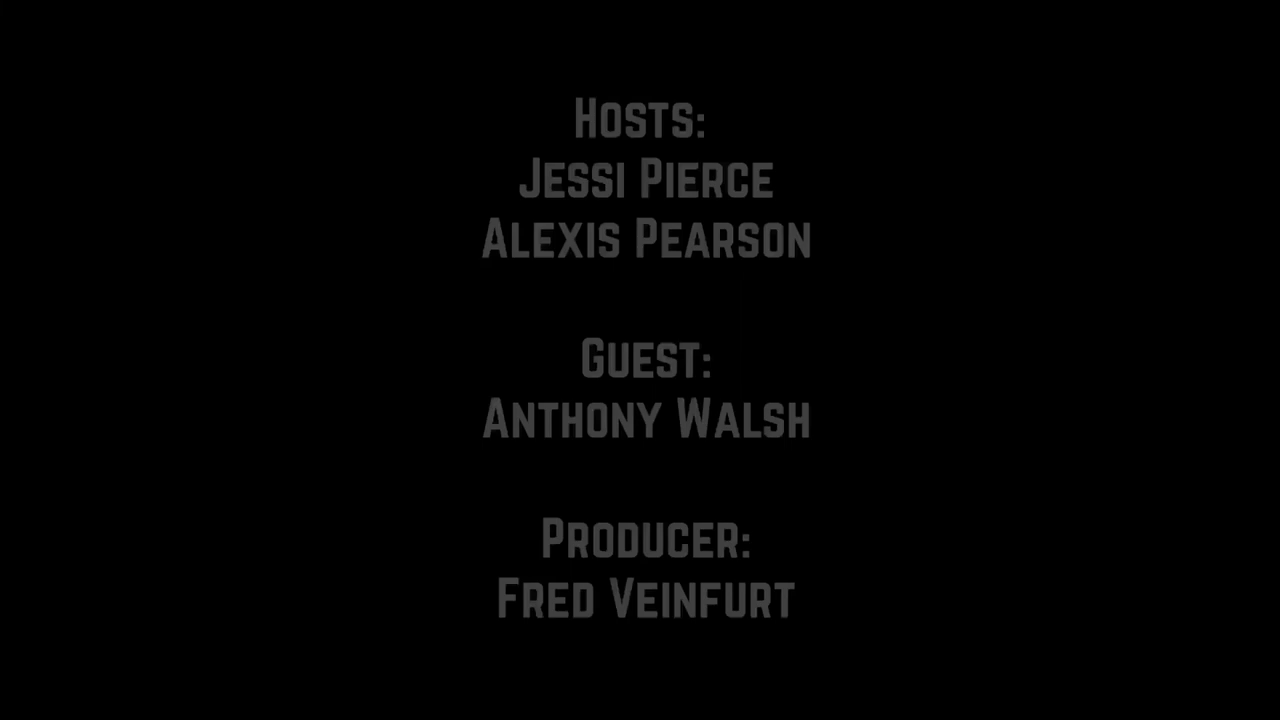 Hosts:
Jessi Pierce
Alexis Pearson
Guest:
Anthony Walsh
Producer:
Fred Veinfurt